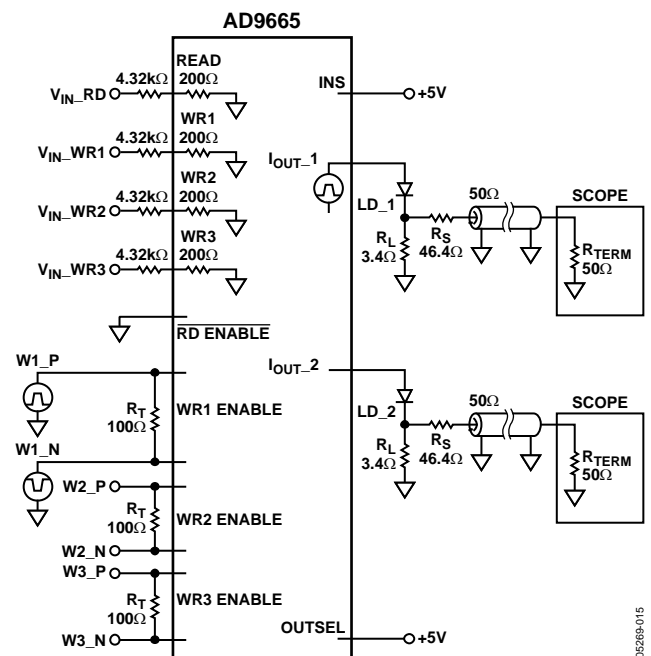 AD9665
READ
4.32kΩ 200Ω
V_IN_RD
INS
+5V
WR1
4.32kΩ 200Ω
V_IN_WR1
I_OUT_1
WR2
4.32kΩ 200Ω
V_IN_WR2
LD_1
50Ω
SCOPE
R_S
46.4Ω
R_L
3.4Ω
R_TERM
50Ω
WR3
4.32kΩ 200Ω
V_IN_WR3
RD ENABLE
I_OUT_2
W1_P
R_T
100Ω
WR1 ENABLE
LD_2
50Ω
SCOPE
R_S
46.4Ω
R_L
3.4Ω
R_TERM
50Ω
W1_N
W2_P
R_T
100Ω
WR2 ENABLE
W2_N
W3_P
R_T
100Ω
WR3 ENABLE
W3_N
OUTSEL
+5V
05269-015